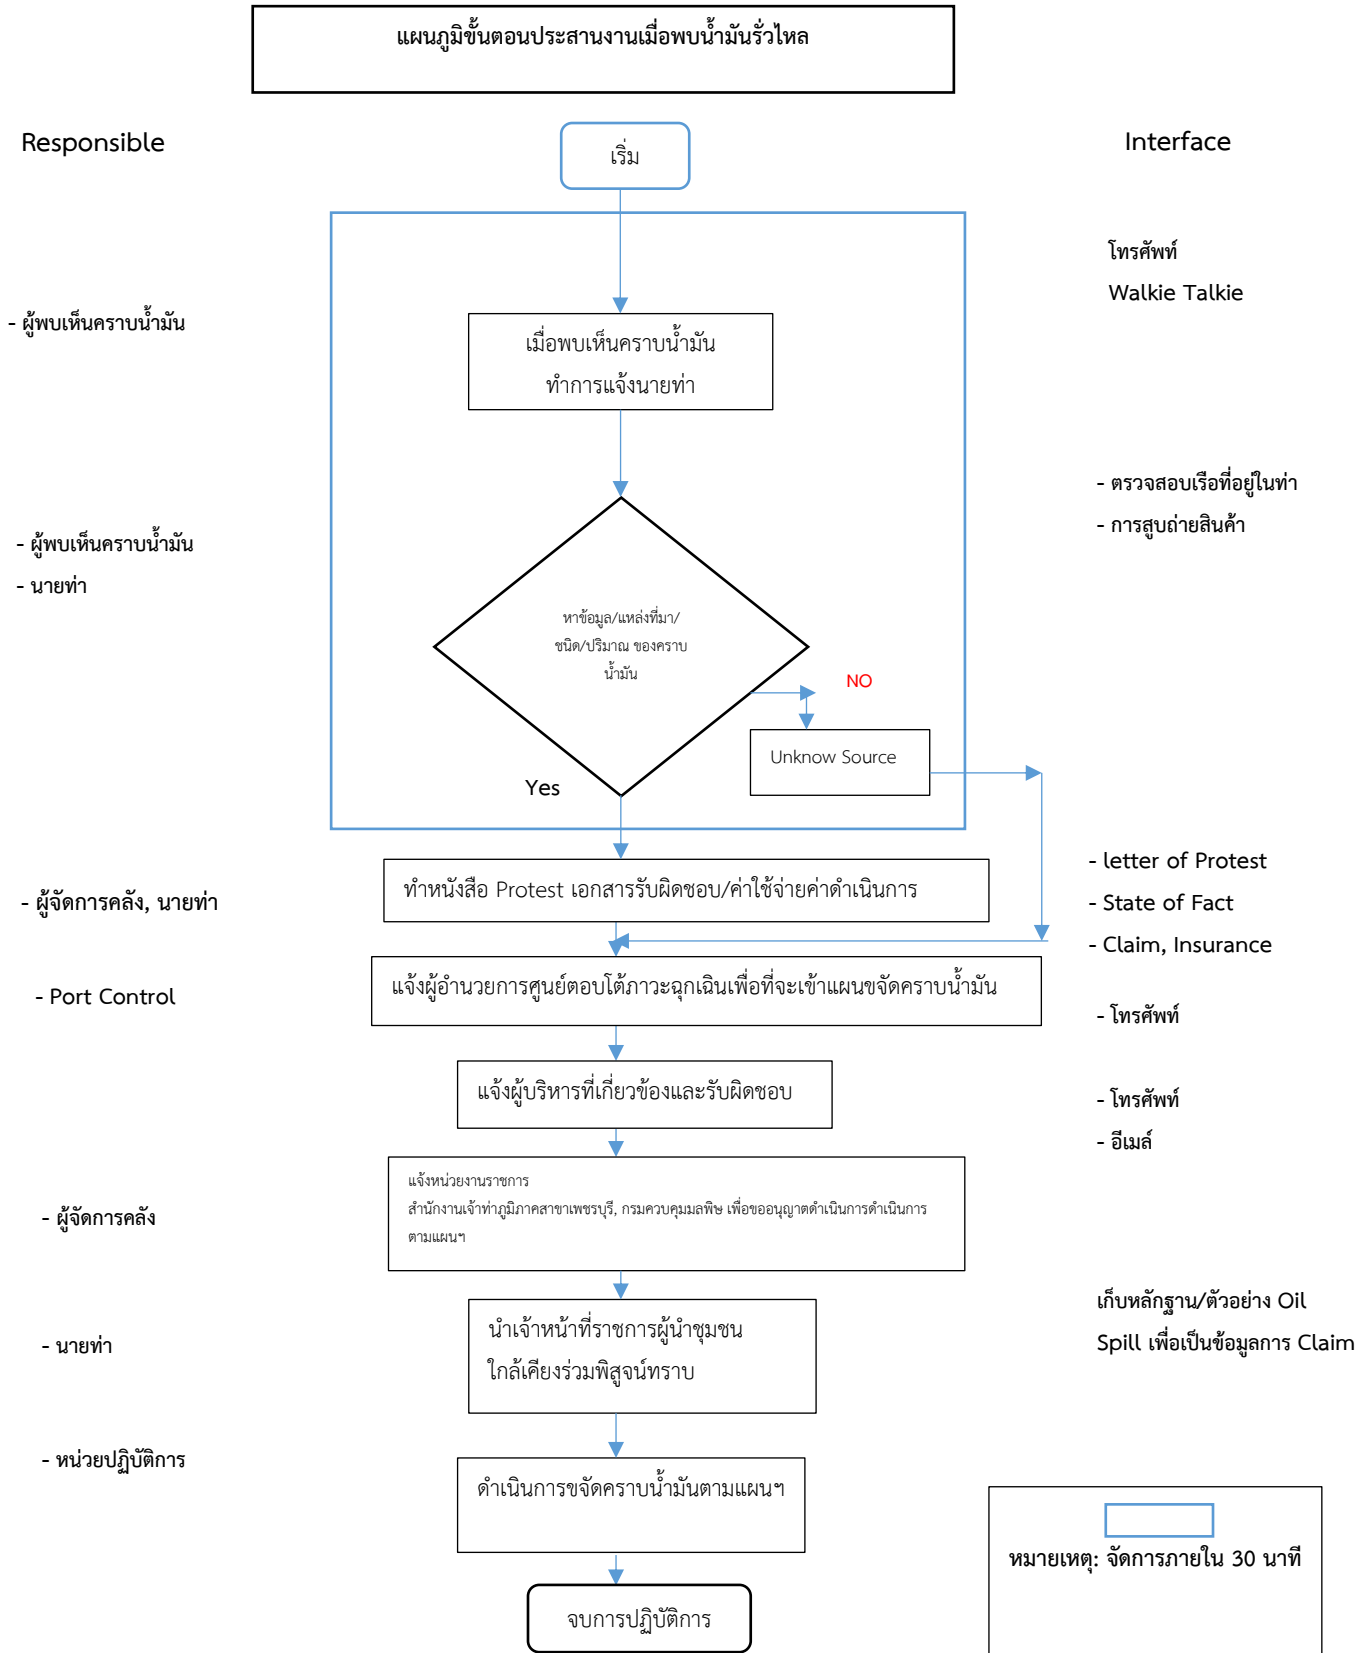 แผนภูมิขั้นตอนประสานงานเมื่อพบน้ำมันรั่วไหล
Responsible
เริ่ม
Interface
โทรศัพท์
Walkie Talkie
- ผู้พบเห็นคราบน้ำมัน
เมื่อพบเห็นคราบน้ำมัน
ทำการแจ้งนายท่า
- ตรวจสอบเรือที่อยู่ในท่า
- การสูบถ่ายสินค้า
- ผู้พบเห็นคราบน้ำมัน
- นายท่า
หาข้อมูล/แหล่งที่มา/
ชนิด/ปริมาณ ของคราบ
น้ำมัน
NO
Unknow Source
Yes
- letter of Protest
- State of Fact
- Claim, Insurance
- ผู้จัดการคลัง, นายท่า
ทำหนังสือ Protest เอกสารรับผิดชอบ/ค่าใช้จ่ายค่าดำเนินการ
- Port Control
แจ้งผู้อำนวยการศูนย์ตอบโต้ภาวะฉุกเฉินเพื่อที่จะเข้าแผนขจัดคราบน้ำมัน
- โทรศัพท์
แจ้งผู้บริหารที่เกี่ยวข้องและรับผิดชอบ
- โทรศัพท์
- อีเมล์
แจ้งหน่วยงานราชการ
สำนักงานเจ้าท่าภูมิภาคสาขาเพชรบุรี, กรมควบคุมมลพิษ เพื่อขออนุญาตดำเนินการดำเนินการ
ตามแผนฯ
- ผู้จัดการคลัง
เก็บหลักฐาน/ตัวอย่าง Oil
Spill เพื่อเป็นข้อมูลการ Claim
- นายท่า
นำเจ้าหน้าที่ราชการผู้นำชุมชน
ใกล้เคียงร่วมพิสูจน์ทราบ
- หน่วยปฏิบัติการ
ดำเนินการขจัดคราบน้ำมันตามแผนฯ
หมายเหตุ: จัดการภายใน 30 นาที
จบการปฏิบัติการ